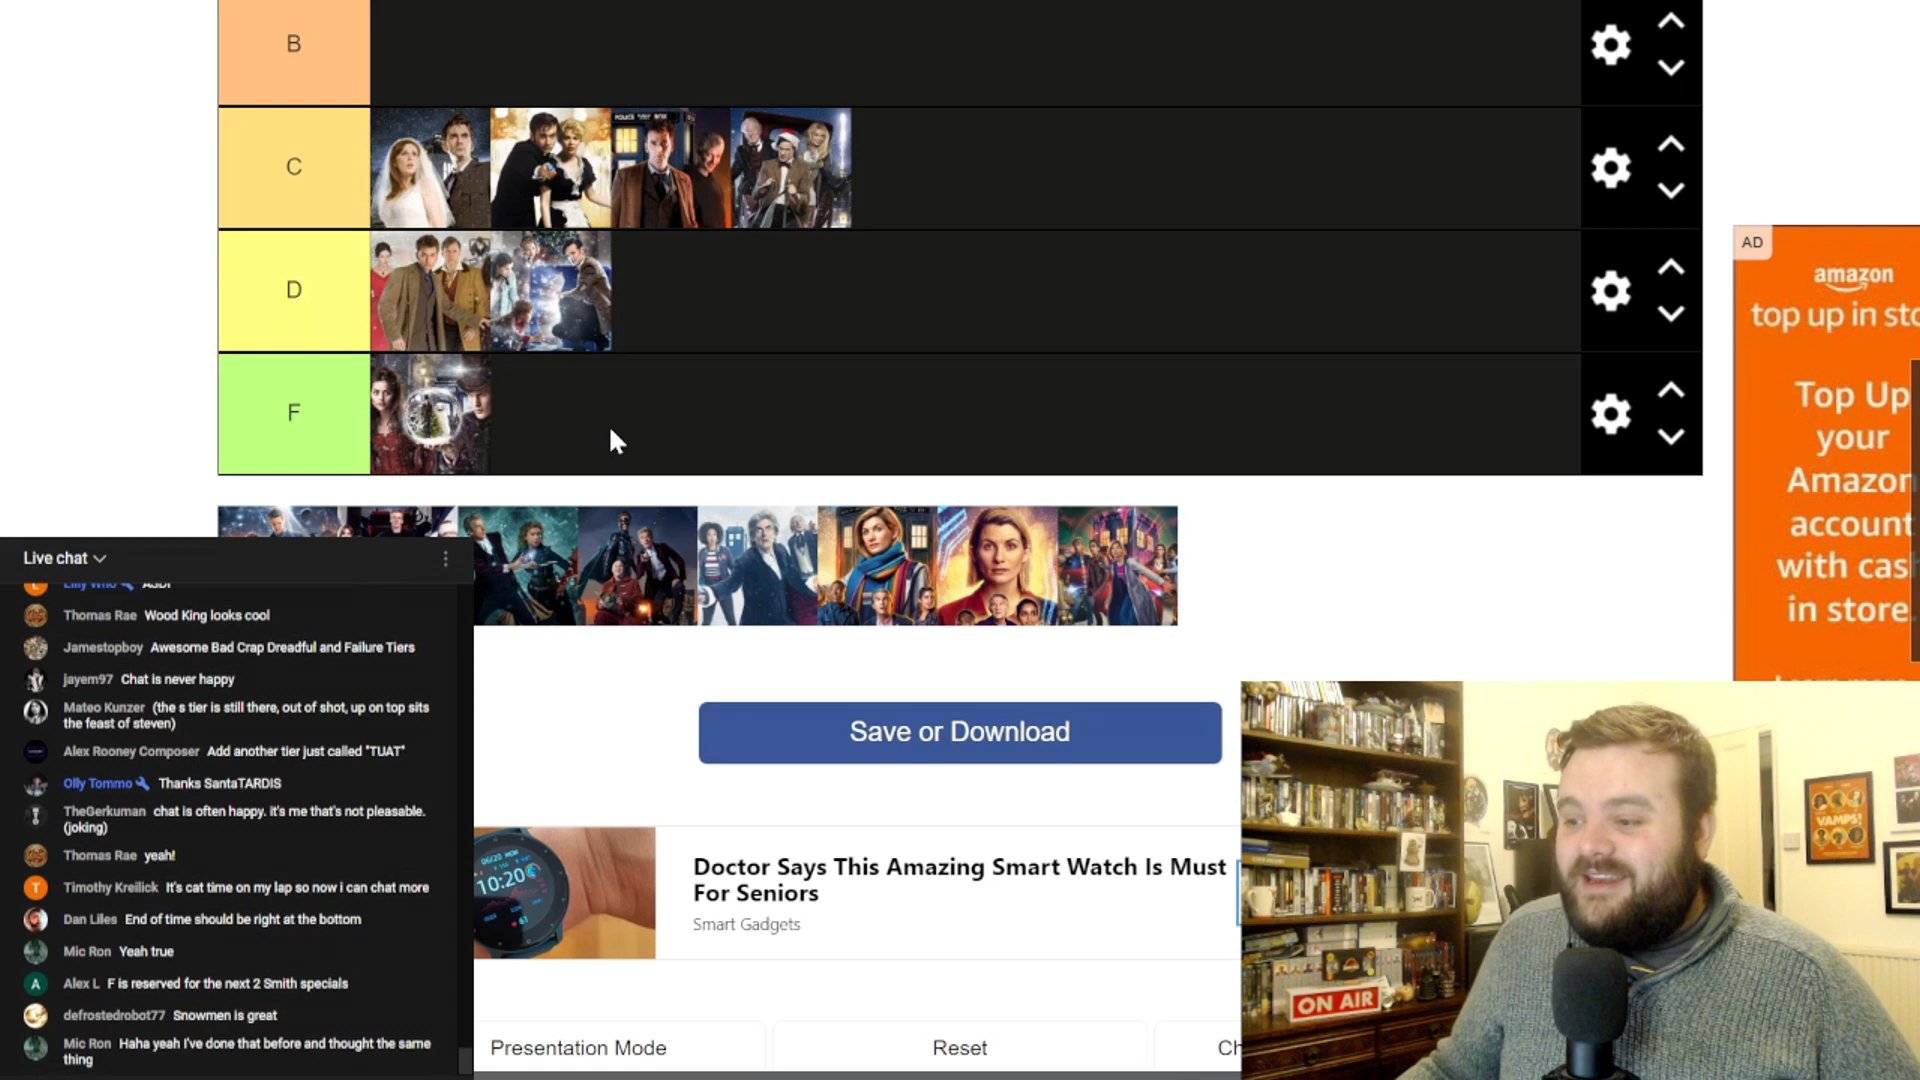 B
C
POLICE BOX
D
F
AD
amazon
top up in sto
Top Up
your
Amazon
account
with cas
in store.
Live chat
Lilly Who ASDF
Thomas Rae Wood King looks cool
Jamestopboy Awesome Bad Crap Dreadful and Failure Tiers
jayem97 Chat is never happy
Mateo Kunzer (the s tier is still there, out of shot, up on top sits
the feast of steven)
Alex Rooney Composer Add another tier just called "TUAT"
Olly Tommo Thanks SantaTARDIS
TheGerkuman chat is often happy. it's me that's not pleasable.
(joking)
Thomas Rae yeah!
T
Timothy Kreilick It's cat time on my lap so now i can chat more
Dan Liles End of time should be right at the bottom
Mic Ron Yeah true
A
Alex L F is reserved for the next 2 Smith specials
defrostedrobot77 Snowmen is great
Mic Ron Haha yeah I've done that before and thought the same
thing
Save or Download
10:20
Doctor Says This Amazing Smart Watch Is Must
For Seniors
Smart Gadgets
Presentation Mode
Reset
Ch
VAMPS!
ON AIR